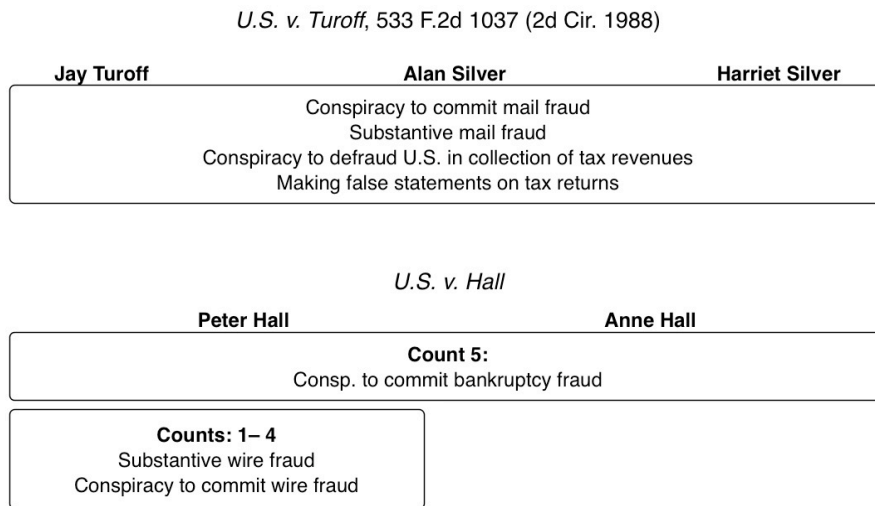 U.S. v. Turoff, 533 F.2d 1037 (2d Cir. 1988)
Jay Turoff Alan Silver Harriet Silver
Conspiracy to commit mail fraud
Substantive mail fraud
Conspiracy to defraud U.S. in collection of tax revenues
Making false statements on tax returns
U.S. v. Hall
Peter Hall Anne Hall
Count 5:
Consp. to commit bankruptcy fraud
Counts: 1– 4
Substantive wire fraud
Conspiracy to commit wire fraud